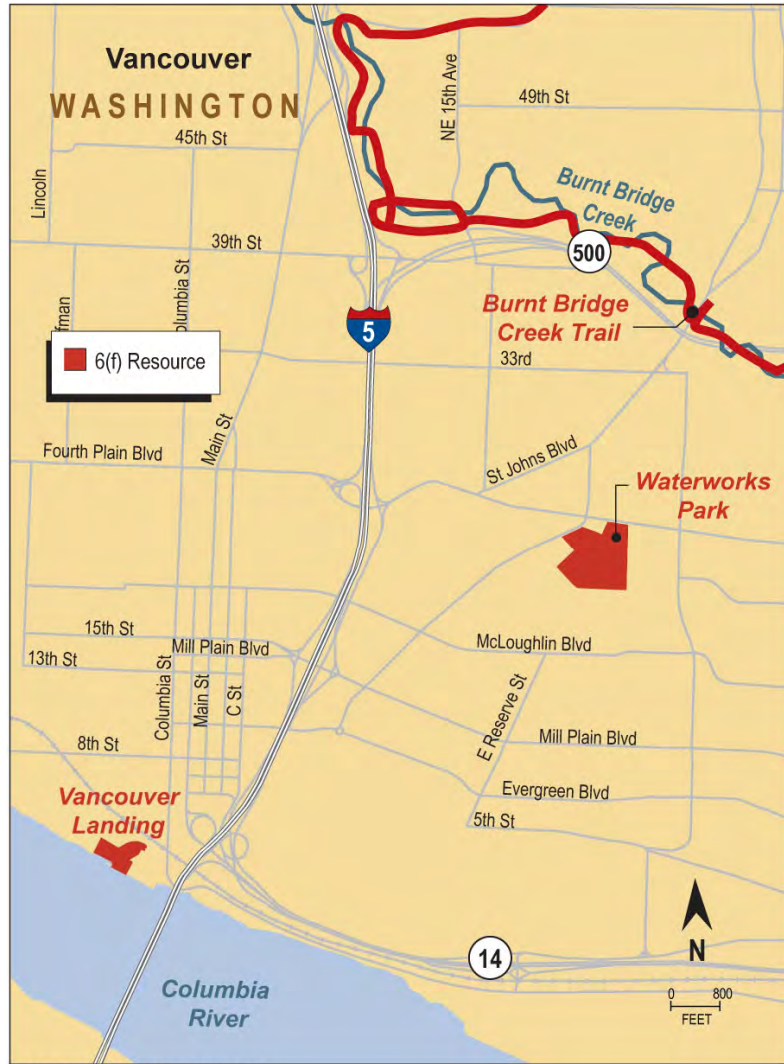 Vancouver
WASHINGTON
NE 15th Ave
49th St
45th St
Lincoln
Burnt Bridge
Creek
39th St
Columbia St
500
Burnt Bridge
Creek Trail
5
6(f) Resource
33rd
Main St
Fourth Plain Blvd
St Johns Blvd
Waterworks
Park
15th St
Mill Plain Blvd
McLoughlin Blvd
13th St
Columbia St
Main St
C St
E Reserve St
8th St
Mill Plain Blvd
Evergreen Blvd
Vancouver
Landing
5th St
N
14
Columbia
River
0 800
FEET